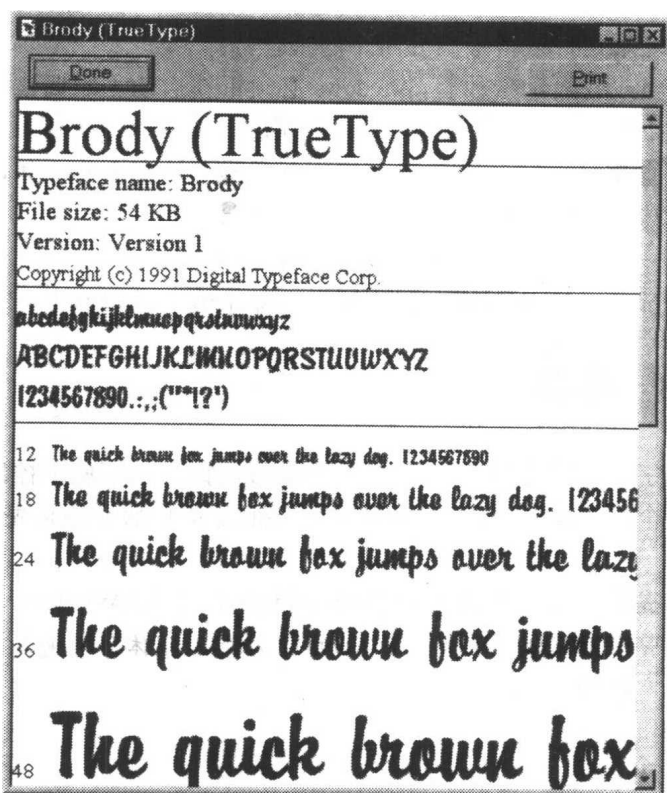 Brody (TrueType)
Done Print
Brody (TrueType)
Typeface name: Brody
File size: 54 KB
Version: Version 1
Copyright (c) 1991 Digital Typeface Corp.
abcdefghijklmnopqrstuvwxyz
ABCDEFGHIJKLMNOPQRSTUVWXYZ
1234567890.:,;("*!?')
12 The quick brown fox jumps over the lazy dog. 1234567890
18 The quick brown fox jumps over the lazy dog. 123456
24 The quick brown fox jumps over the lazy
36 The quick brown fox jumps
48 The quick brown fox